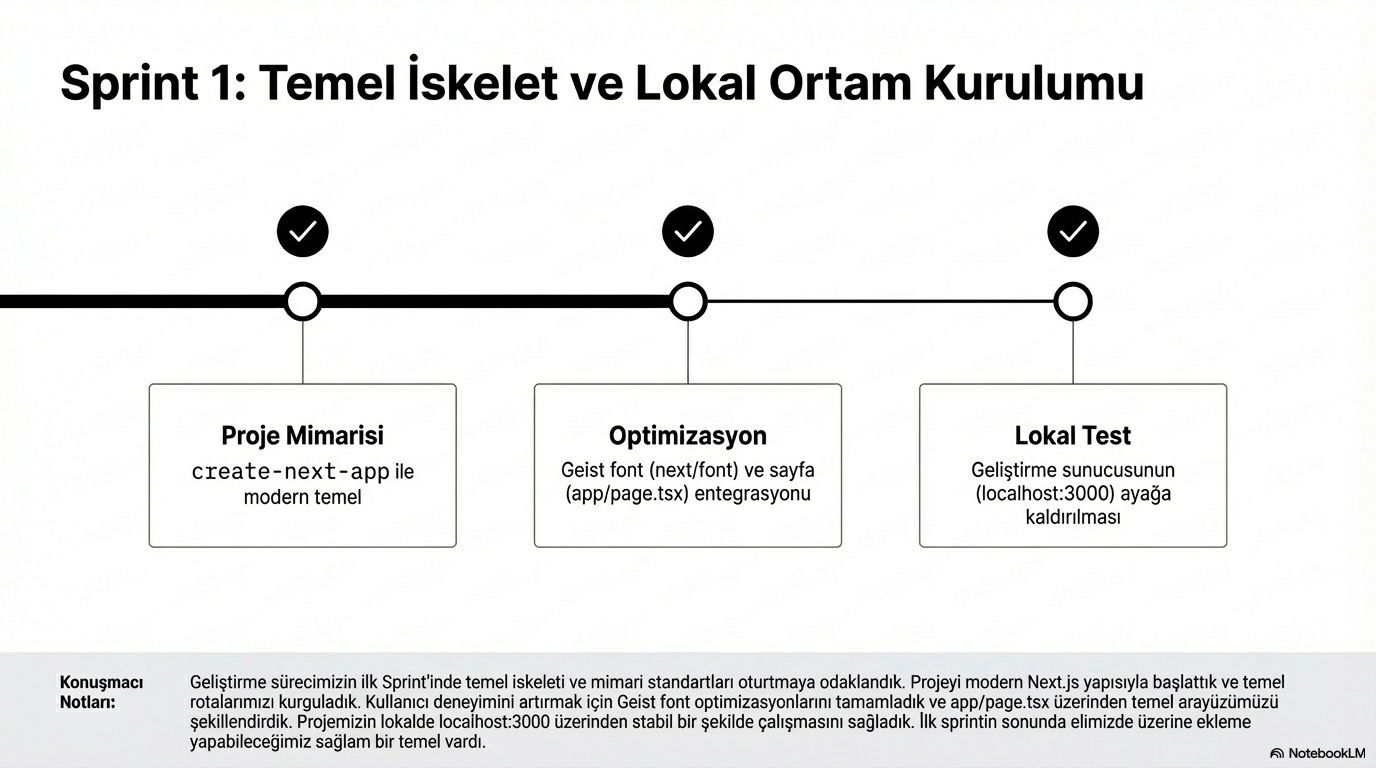 Sprint 1: Temel İskelet ve Lokal Ortam Kurulumu
Proje Mimarisi
create-next-app ile
modern temel
Optimizasyon
Geist font (next/font) ve sayfa
(app/page.tsx) entegrasyonu
Lokal Test
Geliştirme sunucusunun
(localhost:3000) ayağa
kaldırılması
Konuşmacı
Notları:
Geliştirme sürecimizin ilk Sprint'inde temel iskeleti ve mimari standartları oturtmaya odaklandık. Projeyi modern Next.js yapısıyla başlattık ve temel
rotalarımızı kurguladık. Kullanıcı deneyimini artırmak için Geist font optimizasyonlarını tamamladık ve app/page.tsx üzerinden temel arayüzümüzü
şekillendirdik. Projemizin lokalde localhost:3000 üzerinden stabil bir şekilde çalışmasını sağladık. İlk sprintin sonunda elimizde üzerine ekleme
yapabileceğimiz sağlam bir temel vardı.
NotebookLM